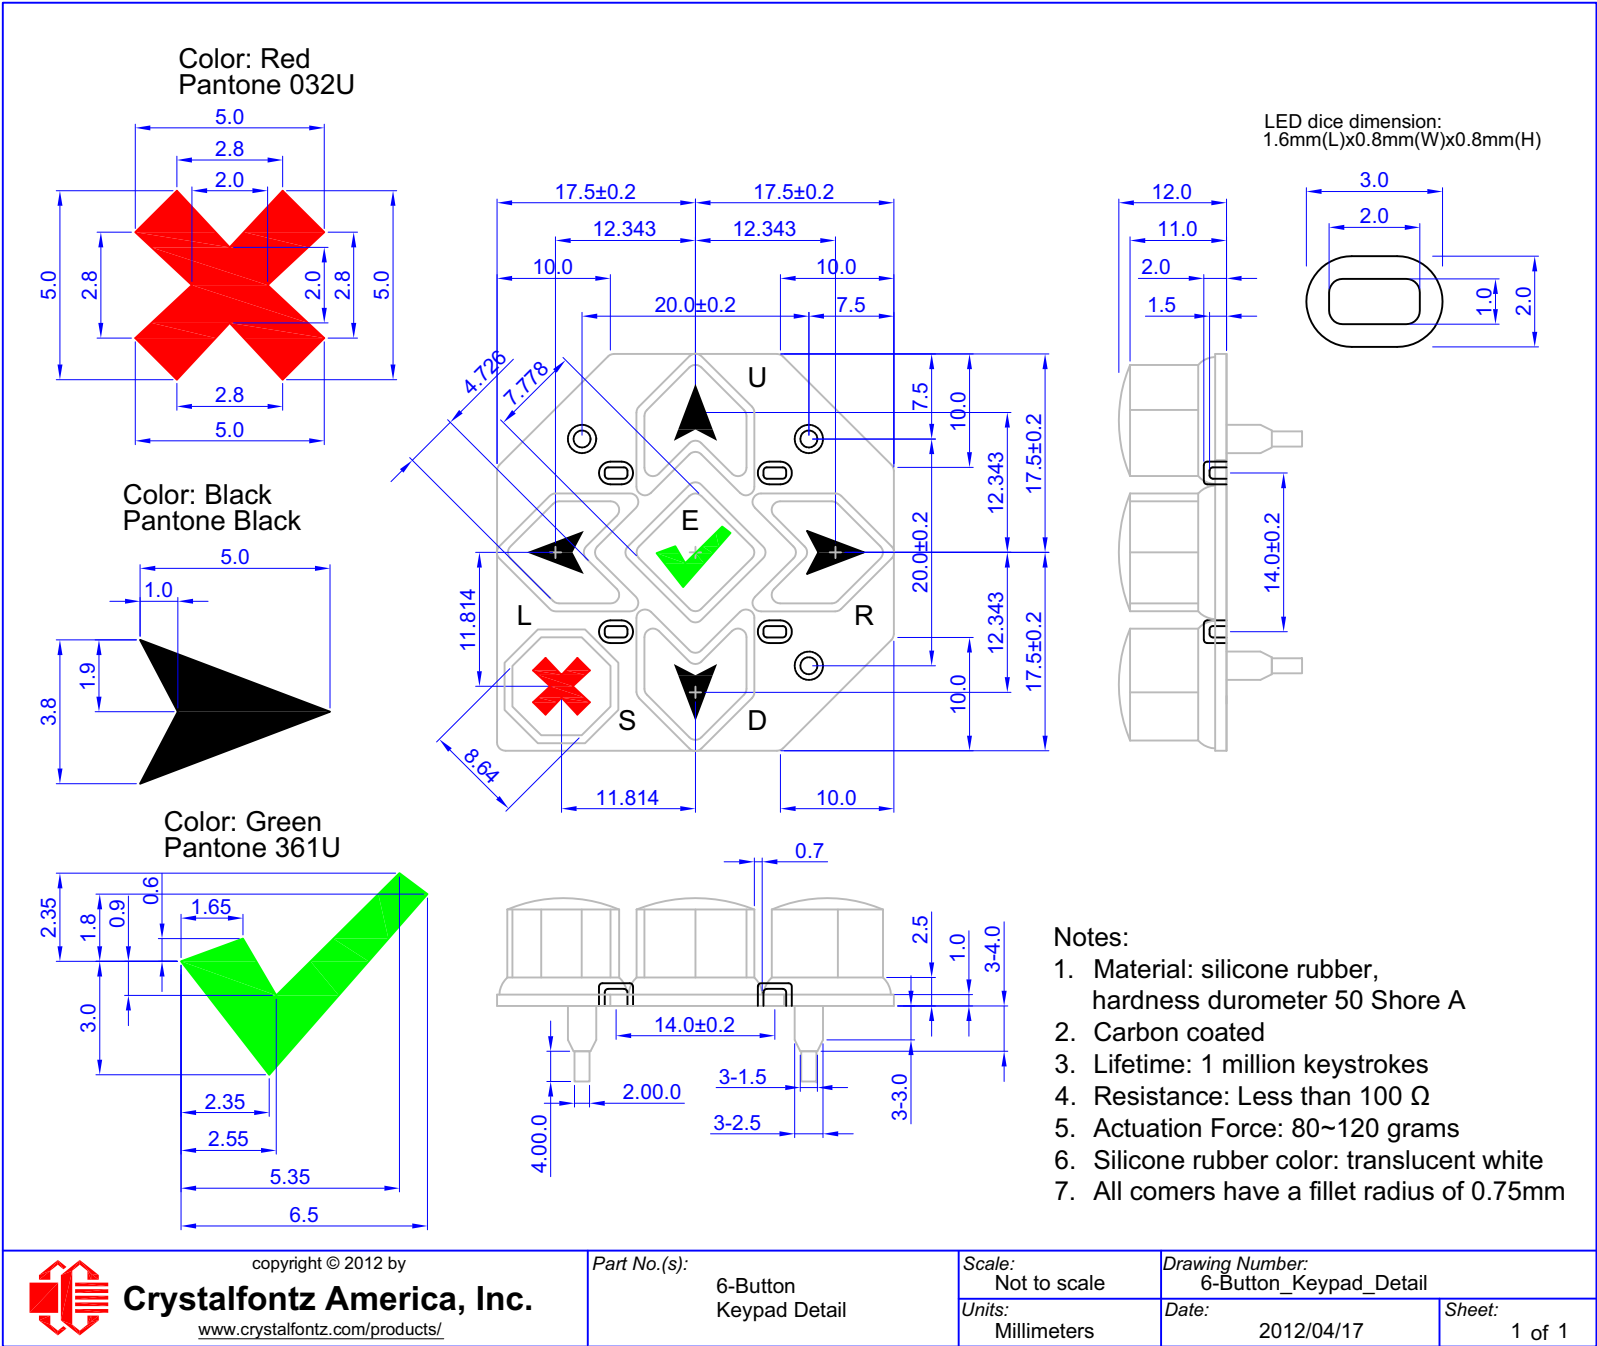 Color: Red
Pantone 032U
5.0
2.8
2.0
5.0
2.8
2.0
2.8
5.0
2.8
5.0
Color: Black
Pantone Black
5.0
1.0
1.9
3.8
Color: Green
Pantone 361U
2.35
1.8
0.9
0.6
1.65
3.0
2.35
2.55
5.35
6.5
17.5±0.2
17.5±0.2
12.343
12.343
10.0
10.0
20.0±0.2
7.5
4.726
7.778
U
E
L
R
S
D
7.5
10.0
12.343
17.5±0.2
20.0±0.2
12.343
17.5±0.2
10.0
11.814
8.64
11.814
10.0
12.0
11.0
2.0
1.5
14.0±0.2
LED dice dimension:
1.6mm(L)x0.8mm(W)x0.8mm(H)
3.0
2.0
1.0
2.0
0.7
2.5
1.0
3-4.0
14.0±0.2
3-1.5
2.00.0
3-2.5
3-3.0
4.00.0
Notes:
1. Material: silicone rubber,
hardness durometer 50 Shore A
2. Carbon coated
3. Lifetime: 1 million keystrokes
4. Resistance: Less than 100 Ω
5. Actuation Force: 80~120 grams
6. Silicone rubber color: translucent white
7. All comers have a fillet radius of 0.75mm
copyright © 2012 by
Crystalfontz America, Inc.
www.crystalfontz.com/products/
Part No.(s):
6-Button
Keypad Detail
Scale:
Not to scale
Drawing Number:
6-Button_Keypad_Detail
Units:
Millimeters
Date:
2012/04/17
Sheet:
1 of 1